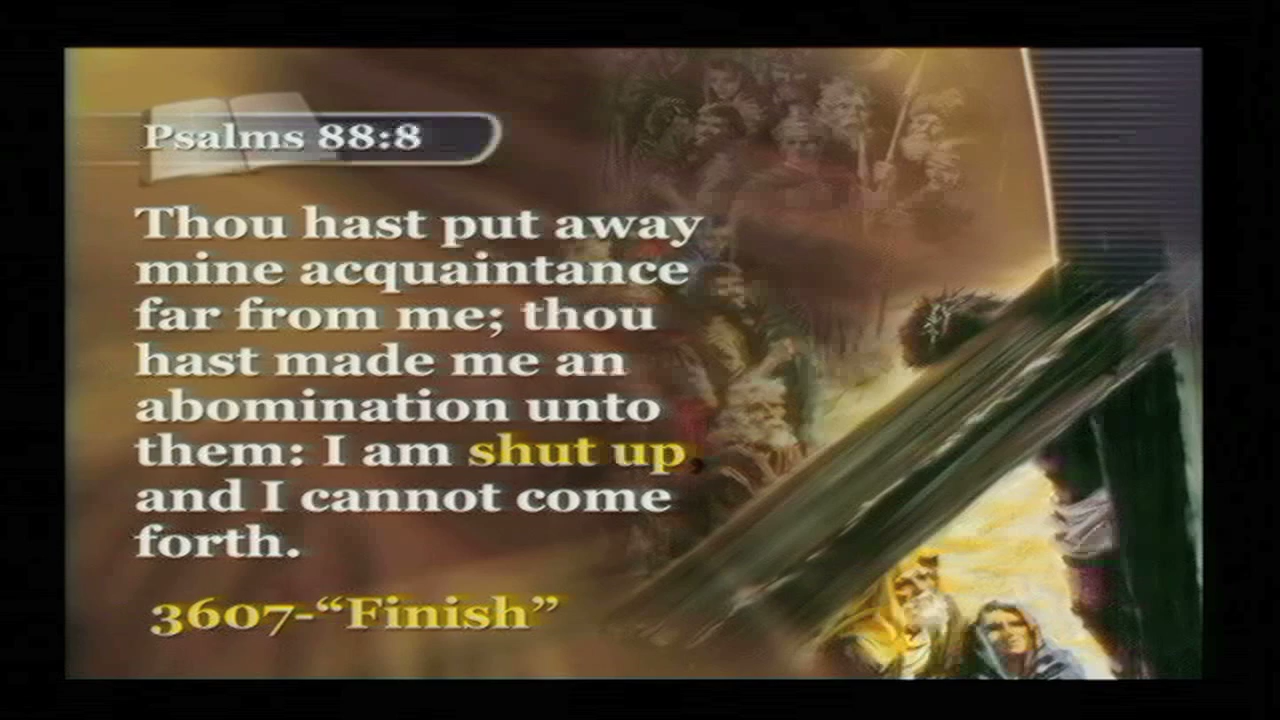 Psalms 88:8
Thou hast put away
mine acquaintance
far from me; thou
hast made me an
abomination unto
them: I am shut up,
and I cannot come
forth.
3607-“Finish”